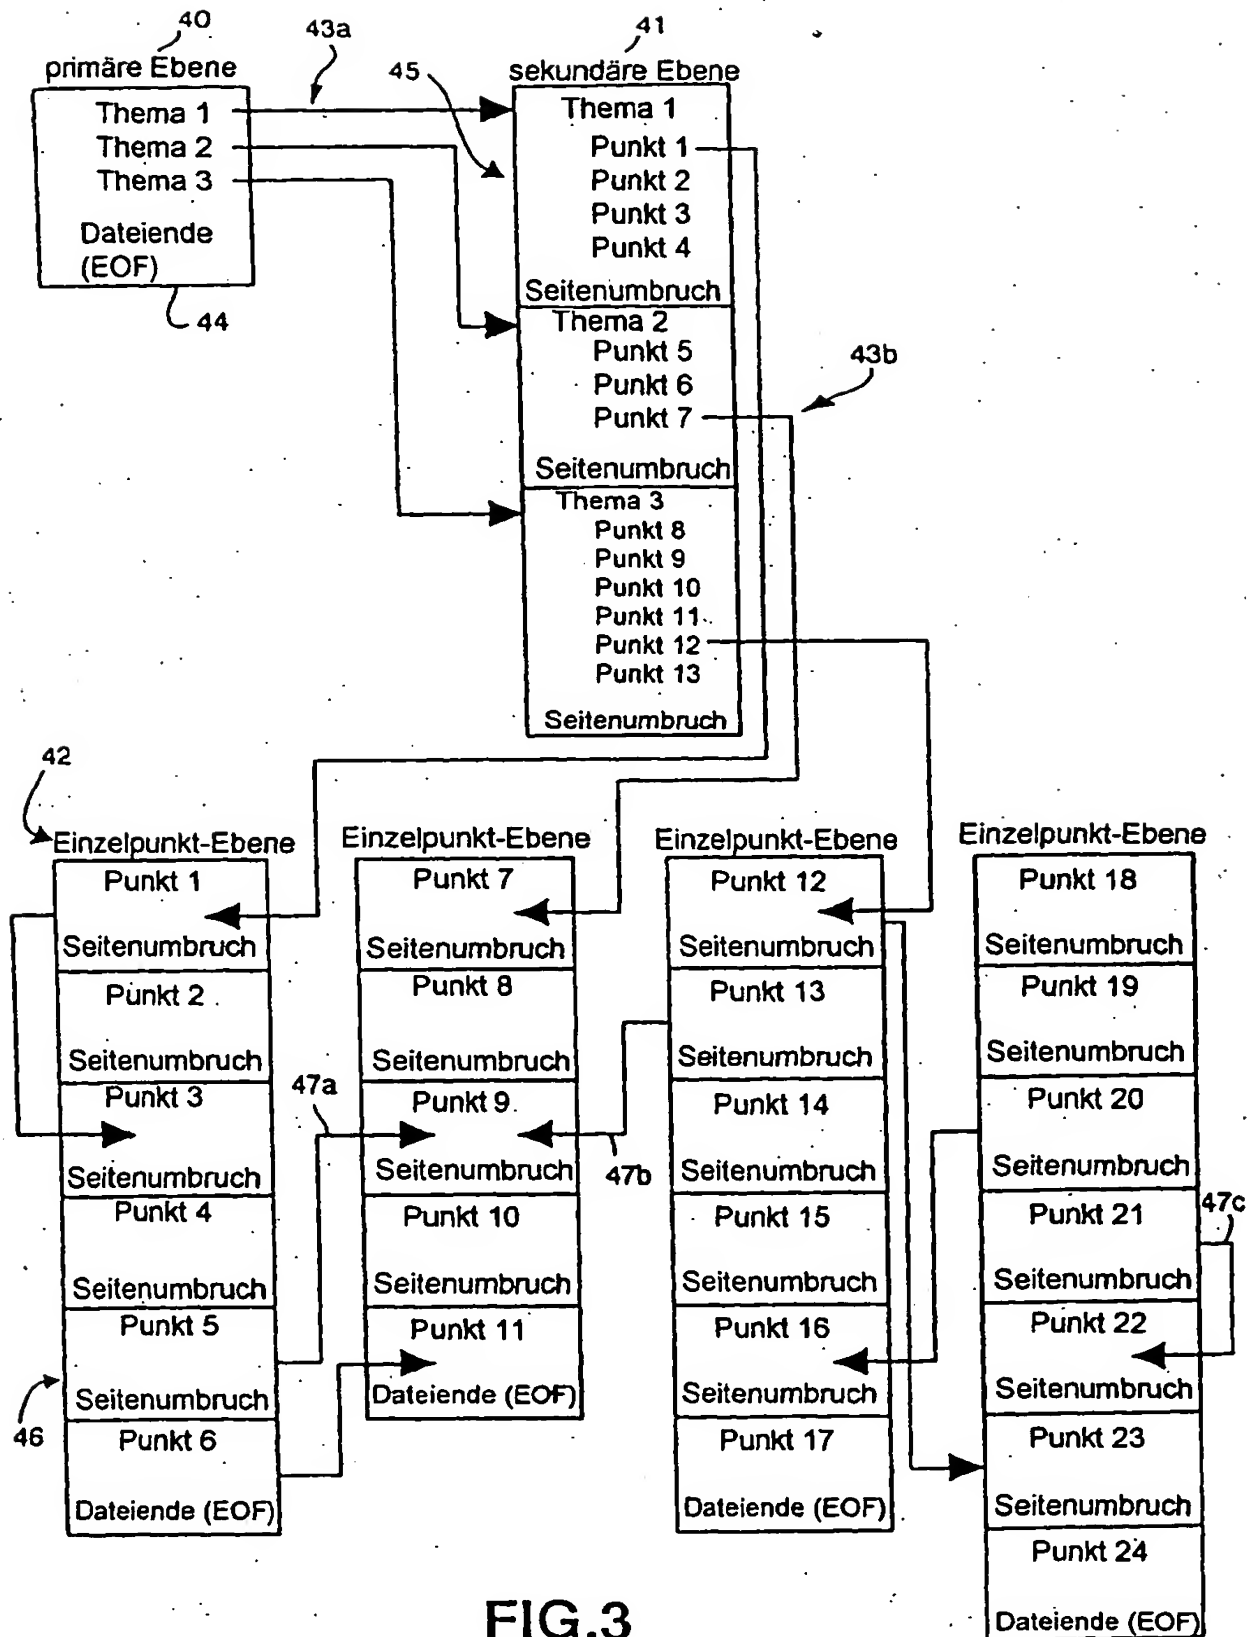 40
primäre Ebene
Thema 1
Thema 2
Thema 3
Dateiende
(EOF)
44
43a
45
41
sekundäre Ebene
Thema 1
Punkt 1
Punkt 2
Punkt 3
Punkt 4
Seitenumbruch
Thema 2
Punkt 5
Punkt 6
Punkt 7
Seitenumbruch
Thema 3
Punkt 8
Punkt 9
Punkt 10
Punkt 11
Punkt 12
Punkt 13
Seitenumbruch
43b
42
Einzelpunkt-Ebene
Punkt 1
Seitenumbruch
Punkt 2
Seitenumbruch
Punkt 3
Seitenumbruch
Punkt 4
Seitenumbruch
Punkt 5
Seitenumbruch
Punkt 6
Dateiende (EOF)
46
47a
Einzelpunkt-Ebene
Punkt 7
Seitenumbruch
Punkt 8
Seitenumbruch
Punkt 9
Seitenumbruch
Punkt 10
Seitenumbruch
Punkt 11
Dateiende (EOF)
47b
Einzelpunkt-Ebene
Punkt 12
Seitenumbruch
Punkt 13
Seitenumbruch
Punkt 14
Seitenumbruch
Punkt 15
Seitenumbruch
Punkt 16
Seitenumbruch
Punkt 17
Dateiende (EOF)
Einzelpunkt-Ebene
Punkt 18
Seitenumbruch
Punkt 19
Seitenumbruch
Punkt 20
Seitenumbruch
Punkt 21
Seitenumbruch
Punkt 22
Seitenumbruch
Punkt 23
Seitenumbruch
Punkt 24
Dateiende (EOF)
47c
FIG.3